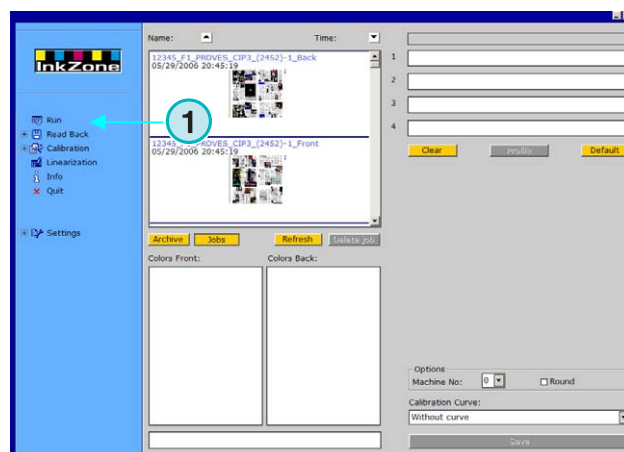 InkZone
Run
Read Back
Calibration
Linearization
Info
Quit
Settings
1
Name:
Time:
12345_F1_PROVES_CIP3_(2452)-1_Back
05/29/2006 20:45:19
12345_F1_PROVES_CIP3_(2452)-1_Front
05/29/2006 20:45:19
Archive
Jobs
Refresh
Delete job
Colors Front:
Colors Back:
1
2
3
4
Clear
Profile
Default
Options
Machine No:
0
Round
Calibration Curve:
Without curve
Save